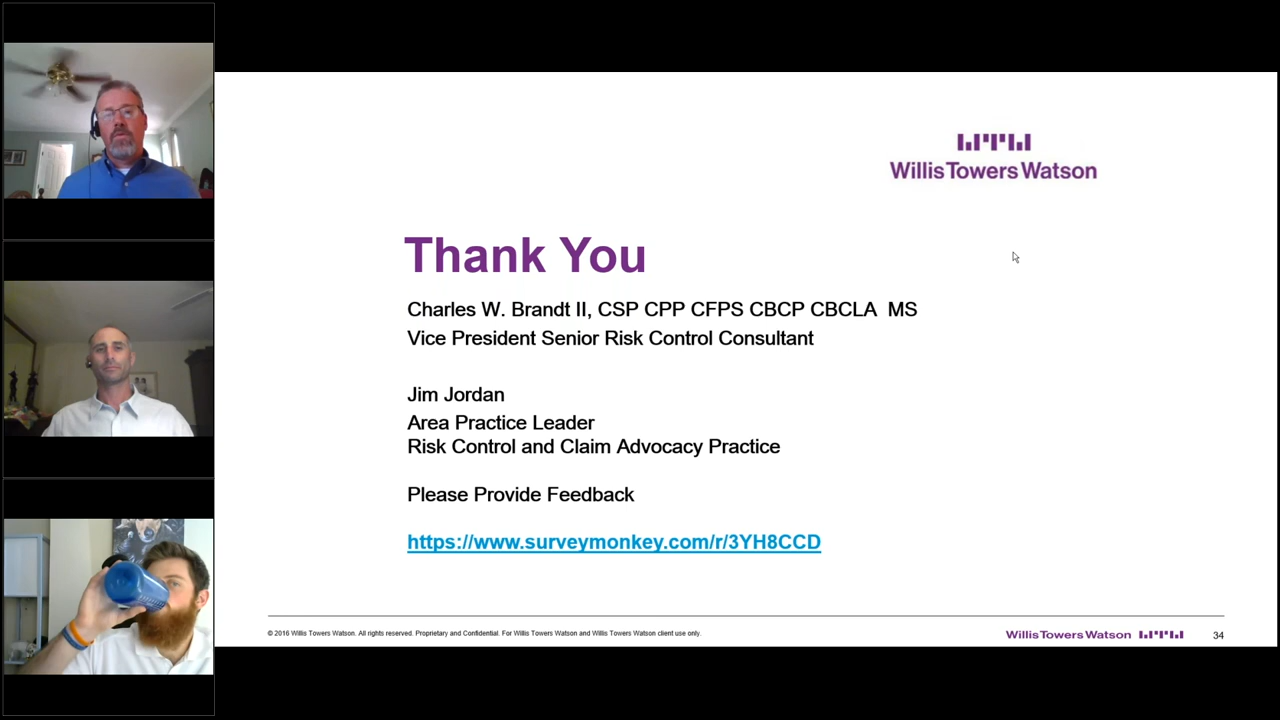 Willis Towers Watson
Thank You
Charles W. Brandt II, CSP CPP CFPS CBCP CBCLA MS
Vice President Senior Risk Control Consultant
Jim Jordan
Area Practice Leader
Risk Control and Claim Advocacy Practice
Please Provide Feedback
https://www.surveymonkey.com/r/3YH8CCD
© 2016 Willis Towers Watson. All rights reserved. Proprietary and Confidential. For Willis Towers Watson and Willis Towers Watson client use only.
Willis Towers Watson
34